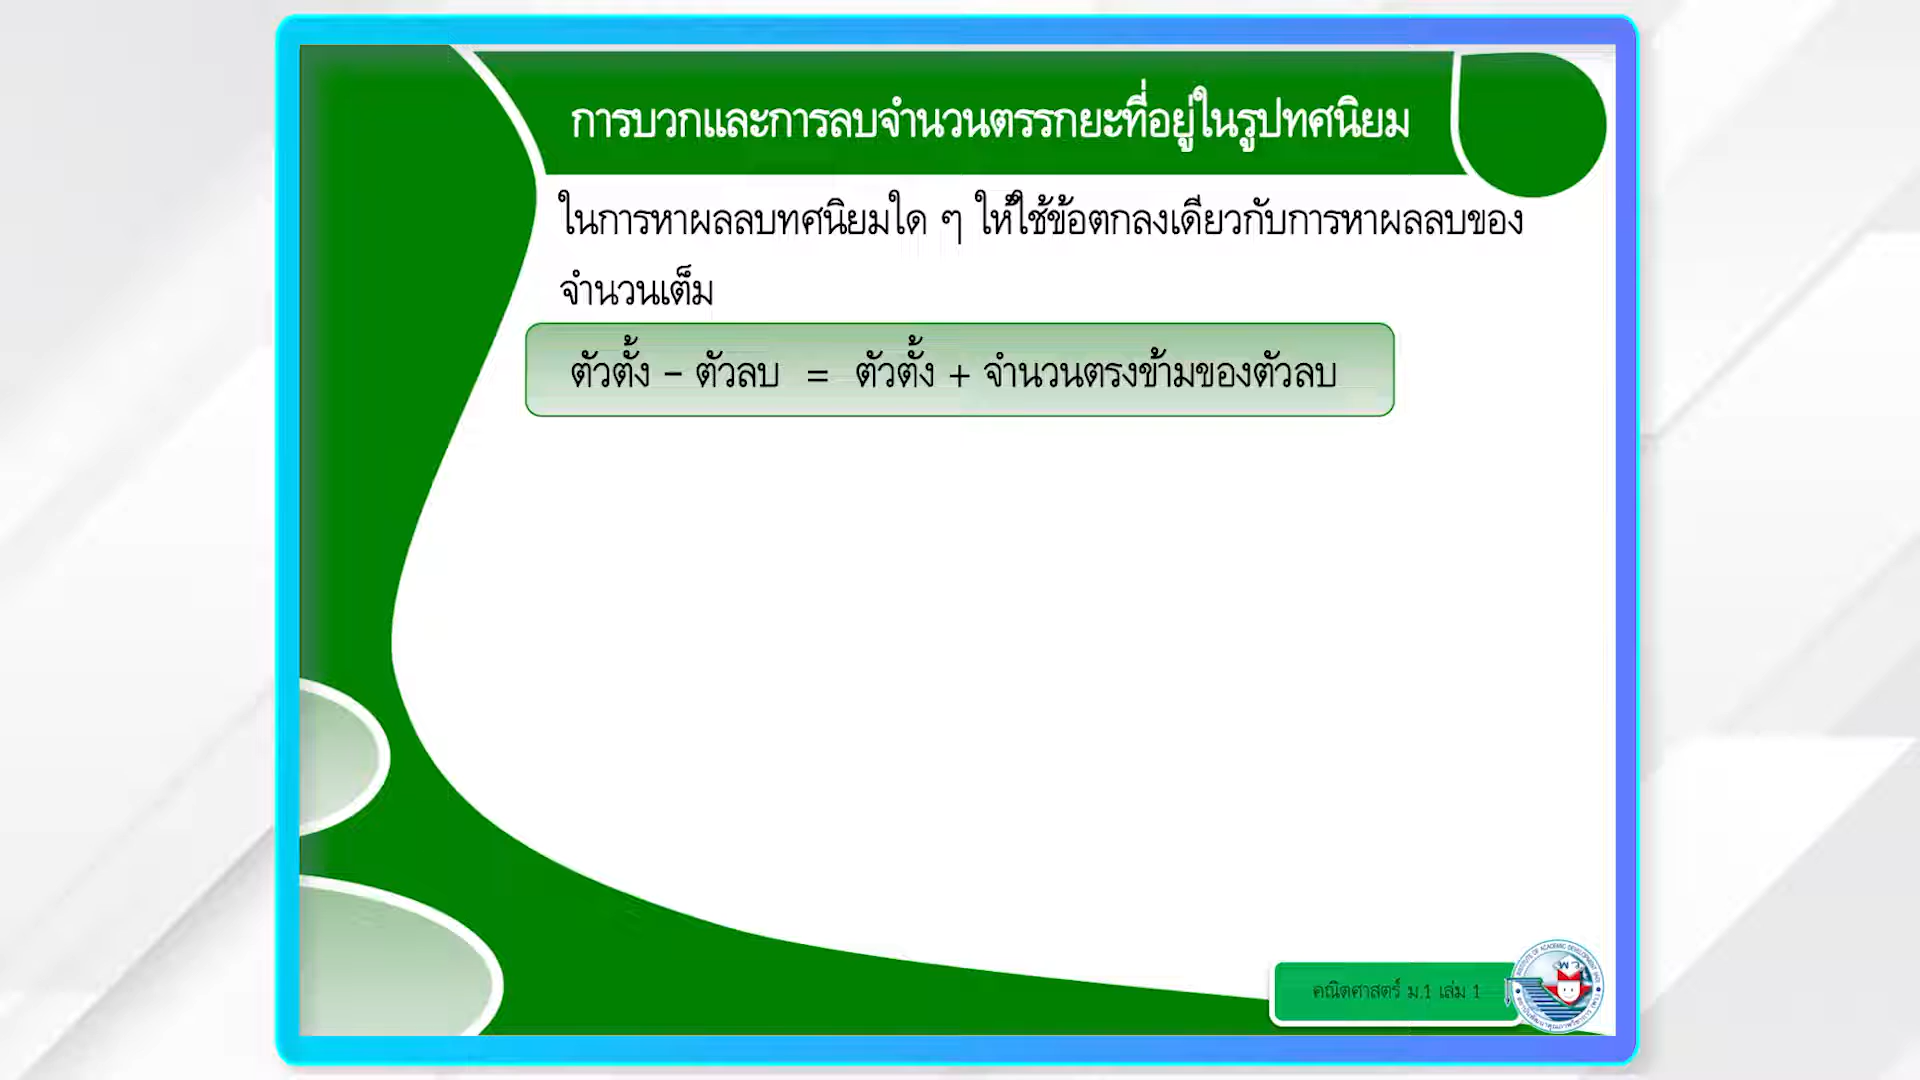 การบวกและการลบจำนวนตรรกยะที่อยู่ในรูปทศนิยม
ในการหาผลลบทศนิยมใด ๆ ให้ใช้ข้อตกลงเดียวกับการหาผลลบของ
จำนวนเต็ม
ตัวตั้ง - ตัวลบ = ตัวตั้ง + จำนวนตรงข้ามของตัวลบ
คณิตศาสตร์ ม.1 เล่ม 1